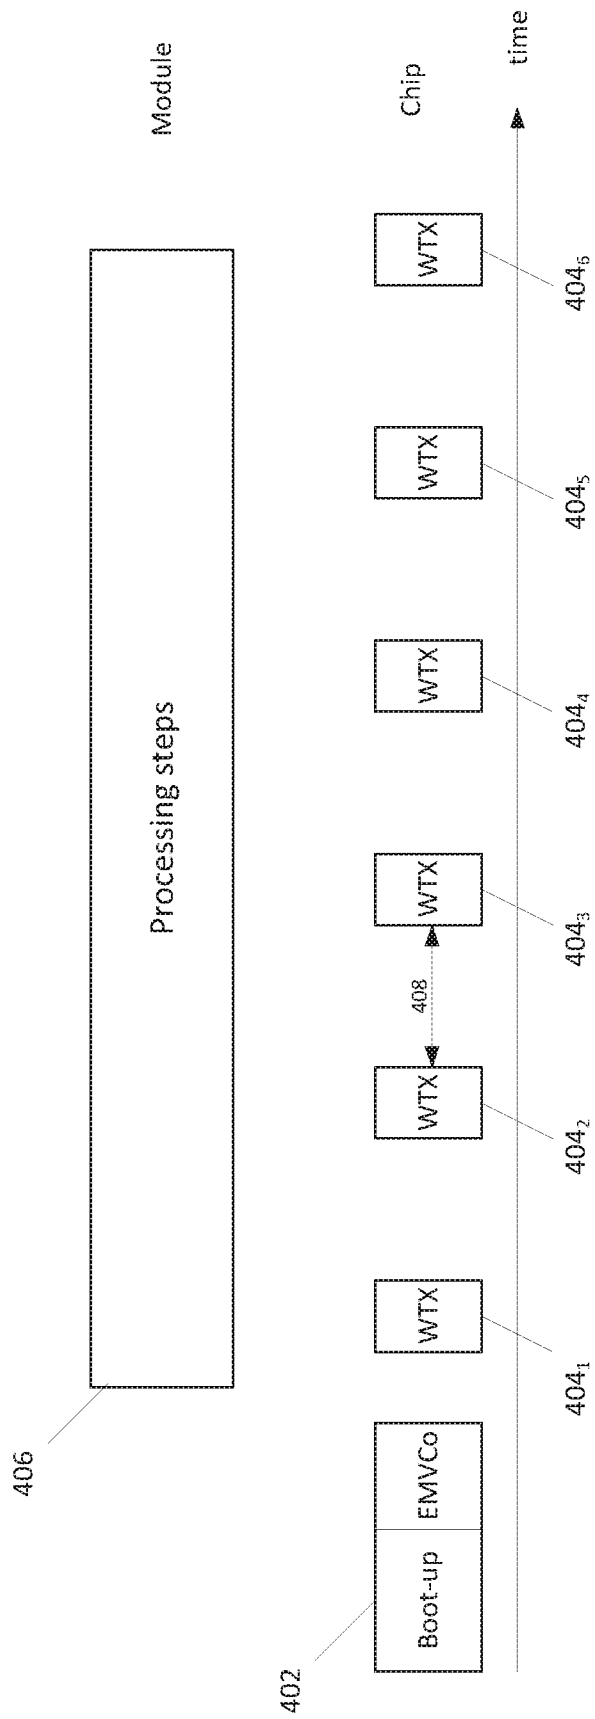 Module
Processing steps
406
Chip
Boot-up
EMVCo
WTX
WTX
408
WTX
WTX
WTX
WTX
402
404₁
404₂
404₃
404₄
404₅
404₆
time